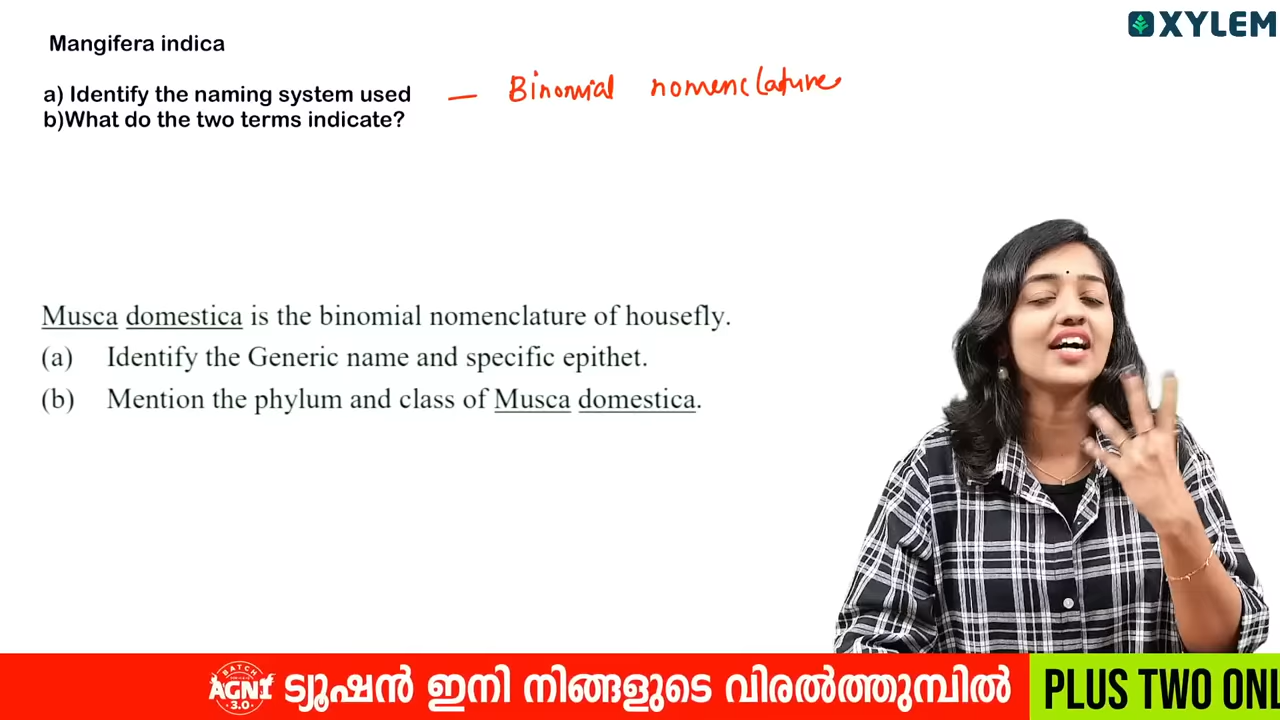 XYLEM
Mangifera indica
a) Identify the naming system used — Binomial nomenclature
b)What do the two terms indicate?
Musca domestica is the binomial nomenclature of housefly.
(a) Identify the Generic name and specific epithet.
(b) Mention the phylum and class of Musca domestica.
BATCH
AGNI
3.0
ട്യൂഷൻ ഇനി നിങ്ങളുടെ വിരൽത്തുമ്പിൽ
PLUS TWO ONL